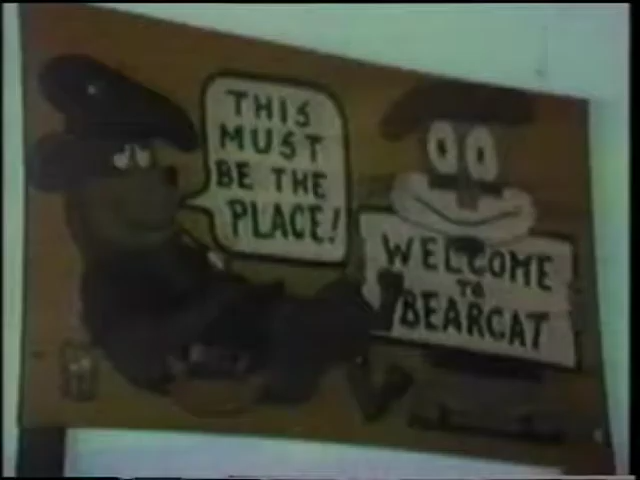 THIS
MUST
BE THE
PLACE!
WELCOME
TO
BEARCAT